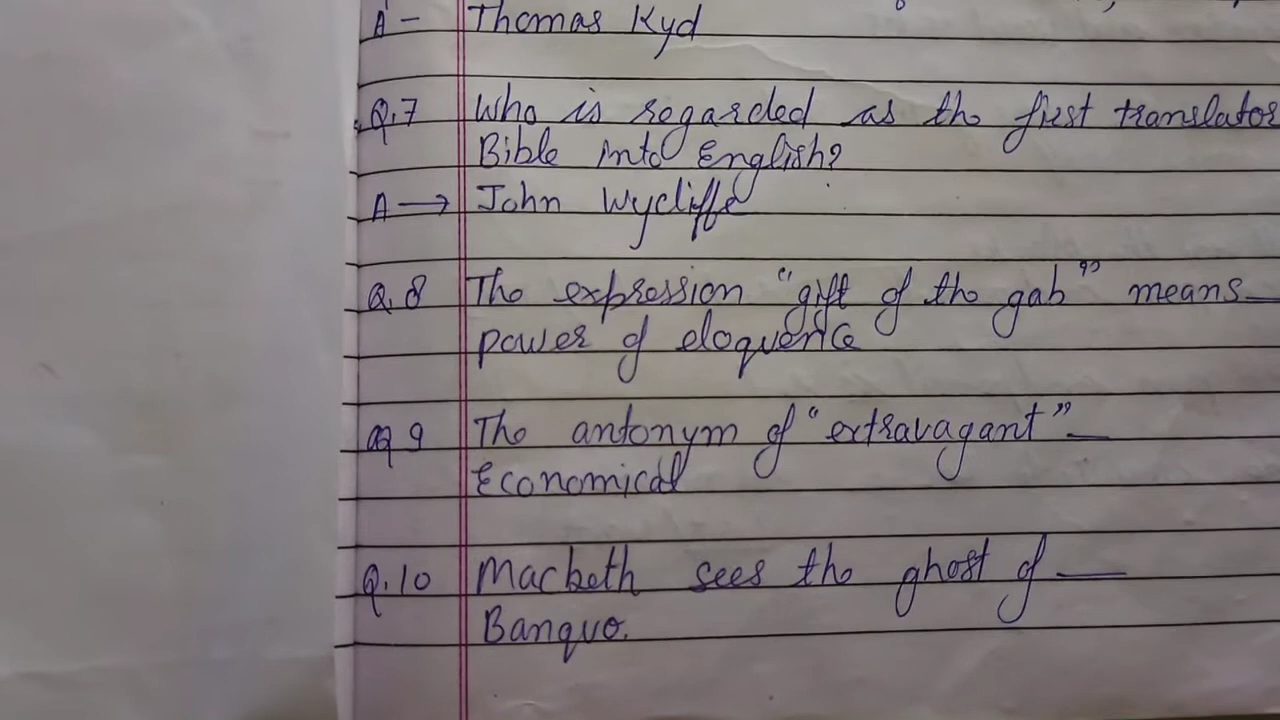 A - Thomas Kyd
Q.7 Who is regarded as the first translator
Bible into English?
A → John Wycliffe
Q.8 The expression "gift of the gab" means—
power of eloquence
Q 9 The antonym of "extravagant" —
Economical
Q.10 Macbeth sees the ghost of —
Banquo.